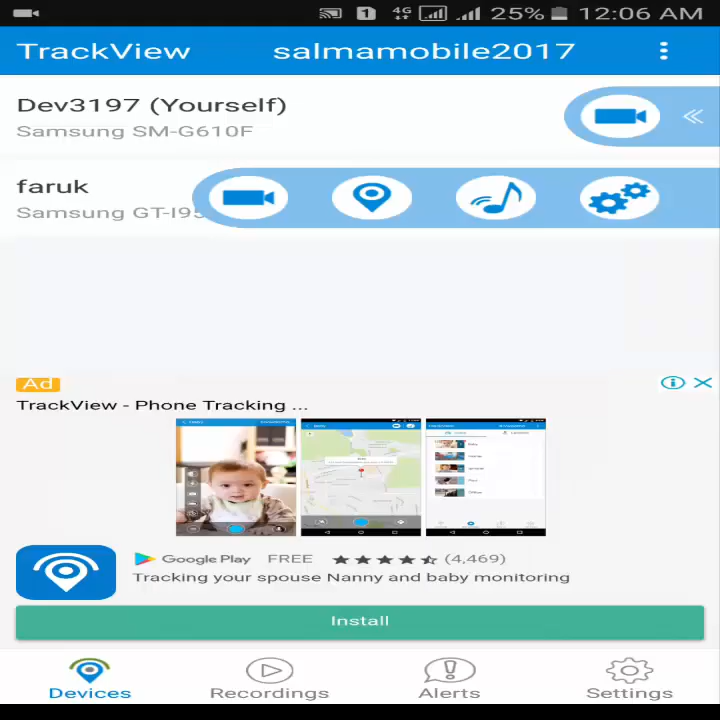 1 4G 25% 12:06 AM
TrackView salmamobile2017
Dev3197 (Yourself)
Samsung SM-G610F
faruk
Samsung GT-I95
Ad
TrackView - Phone Tracking ...
Google Play FREE (4,469)
Tracking your spouse Nanny and baby monitoring
Install
Devices Recordings Alerts Settings